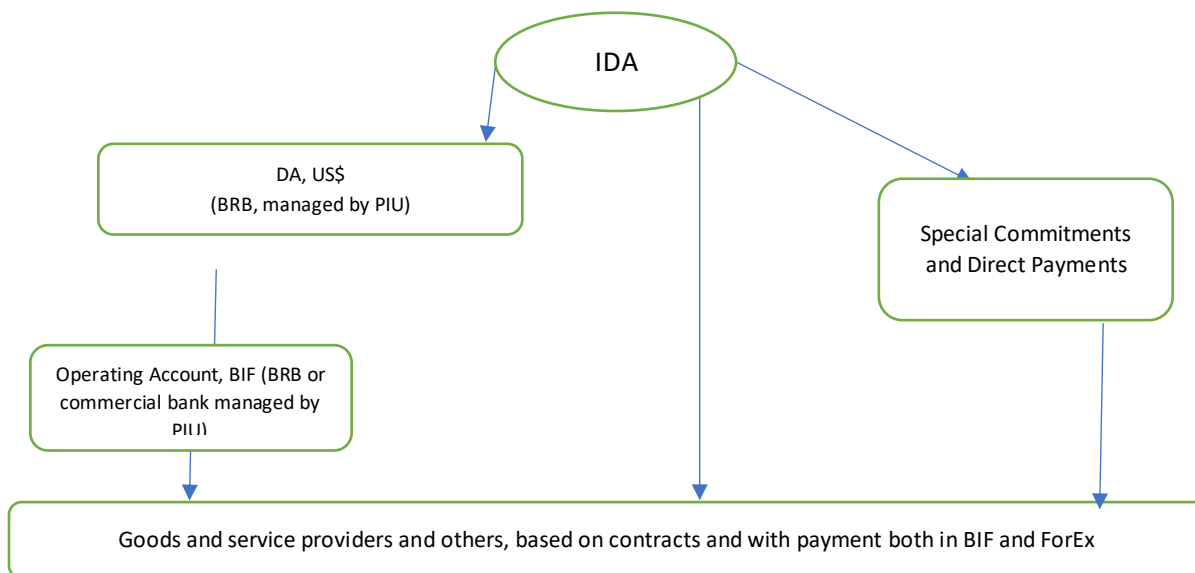 IDA
DA, US$
(BRB, managed by PIU)
Special Commitments
and Direct Payments
Operating Account, BIF (BRB or
commercial bank managed by
PIU)
Goods and service providers and others, based on contracts and with payment both in BIF and ForEx